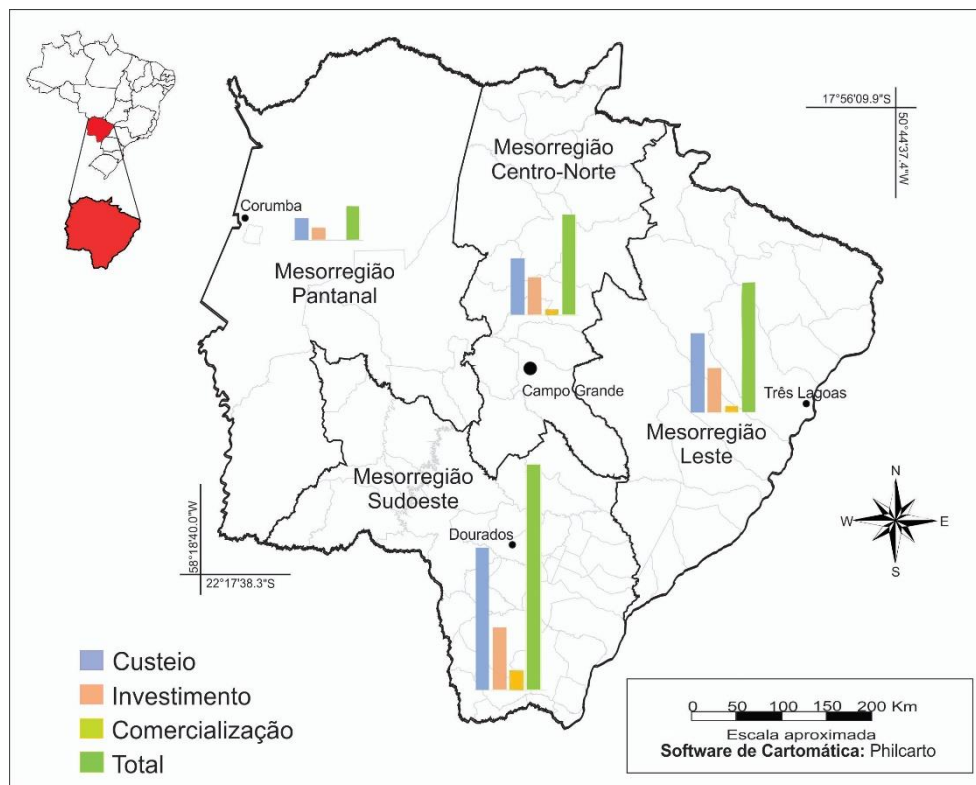 17°56'09.9"S
50°44'37.4"W
Mesorregião
Centro-Norte
Corumba
Mesorregião
Pantanal
Campo Grande
Três Lagoas
Mesorregião
Leste
Mesorregião
Sudoeste
Dourados
N
W
E
S
58°18'40.0"W
22°17'38.3"S
Custeio
Investimento
Comercialização
Total
0 50 100 150 200 Km
Escala aproximada
Software de Cartomática: Philcarto